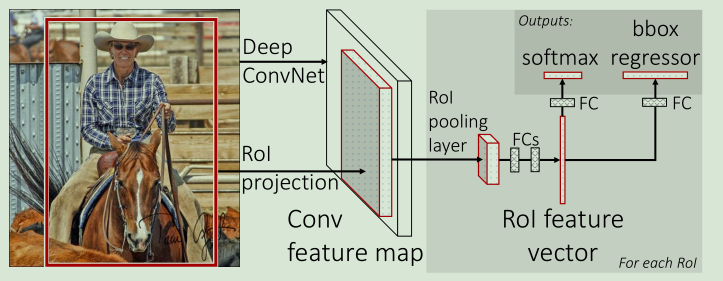 Deep
ConvNet
RoI
projection
Conv
feature map
RoI
pooling
layer
FCs
RoI feature
vector
Outputs:
softmax
bbox
regressor
FC
FC
For each RoI